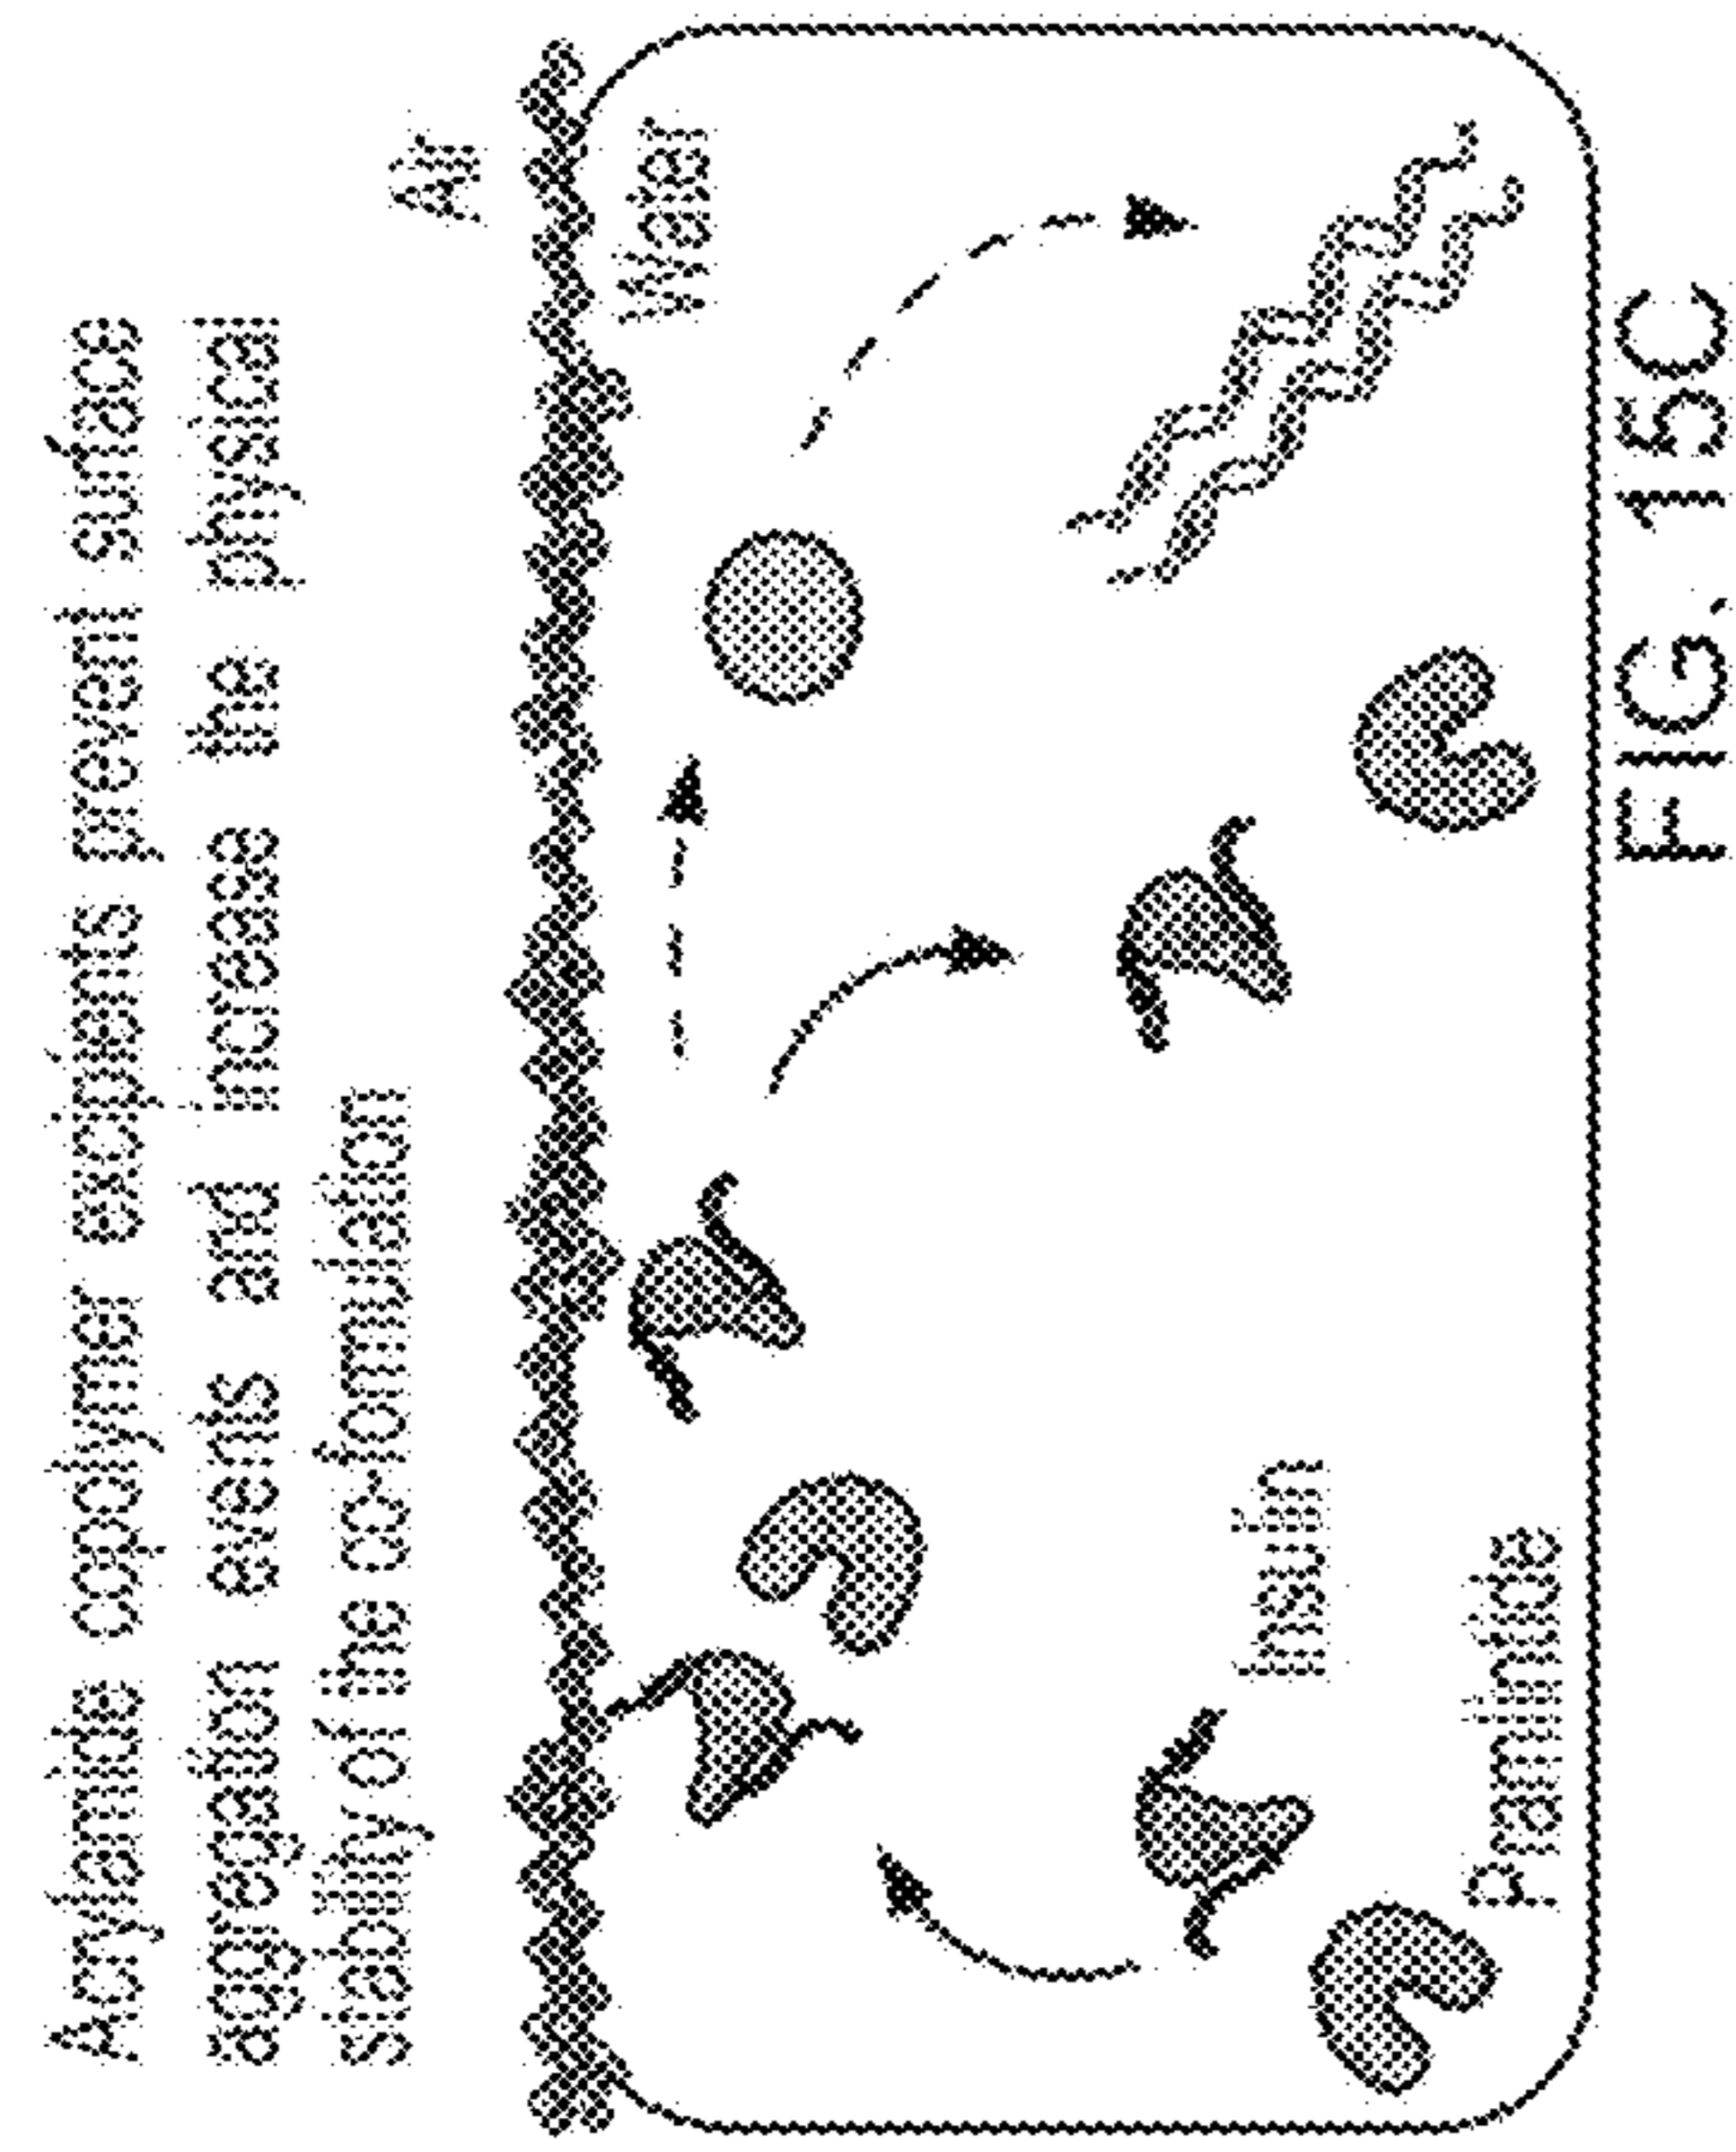 Acrylamide copolymer excipients prevent surface
aggregation events and increase the physical
stability of the co-formulation
Air
Water
Insulin
Pramlintide
FIG. 15C